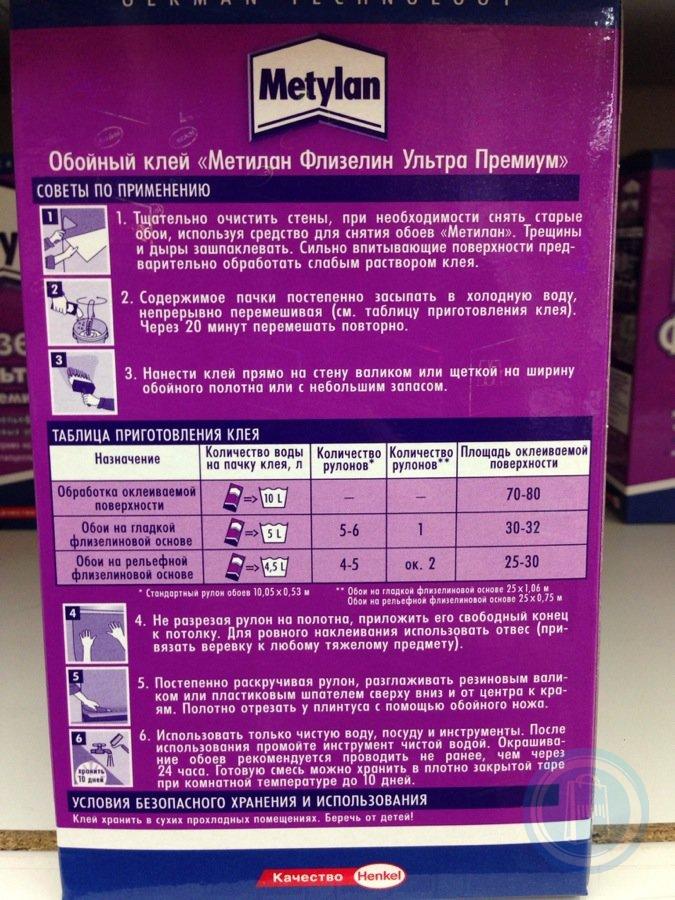 GERMAN TECHNOLOGY
Metylan
Обойный клей «Метилан Флизелин Ультра Премиум»
СОВЕТЫ ПО ПРИМЕНЕНИЮ
1
1. Тщательно очистить стены, при необходимости снять старые
обои, используя средство для снятия обоев «Метилан». Трещины
и дыры зашпаклевать. Сильно впитывающие поверхности пред-
варительно обработать слабым раствором клея.
2
2. Содержимое пачки постепенно засыпать в холодную воду,
непрерывно перемешивая (см. таблицу приготовления клея).
Через 20 минут перемешать повторно.
3
3. Нанести клей прямо на стену валиком или щеткой на ширину
обойного полотна или с небольшим запасом.
ТАБЛИЦА ПРИГОТОВЛЕНИЯ КЛЕЯ
Назначение
Количество воды
на пачку клея, л
Количество
рулонов*
Количество
рулонов**
Площадь оклеиваемой
поверхности
Обработка оклеиваемой
поверхности
10 L
–
–
70-80
Обои на гладкой
флизелиновой основе
5 L
5-6
1
30-32
Обои на рельефной
флизелиновой основе
4,5 L
4-5
ок. 2
25-30
* Стандартный рулон обоев 10,05х0,53 м
** Обои на гладкой флизелиновой основе 25х1,06 м
Обои на рельефной флизелиновой основе 25х0,75 м
4
4. Не разрезая рулон на полотна, приложить его свободный конец
к потолку. Для ровного наклеивания использовать отвес (при-
вязать веревку к любому тяжелому предмету).
5
5. Постепенно раскручивая рулон, разглаживать резиновым вали-
ком или пластиковым шпателем сверху вниз и от центра к кра-
ям. Полотно отрезать у плинтуса с помощью обойного ножа.
6
хранить
10 дней
6. Использовать только чистую воду, посуду и инструменты. После
использования промойте инструмент чистой водой. Окрашива-
ние обоев рекомендуется проводить не ранее, чем через
24 часа. Готовую смесь можно хранить в плотно закрытой таре
при комнатной температуре до 10 дней.
УСЛОВИЯ БЕЗОПАСНОГО ХРАНЕНИЯ И ИСПОЛЬЗОВАНИЯ
Клей хранить в сухих прохладных помещениях. Беречь от детей!
Качество Henkel